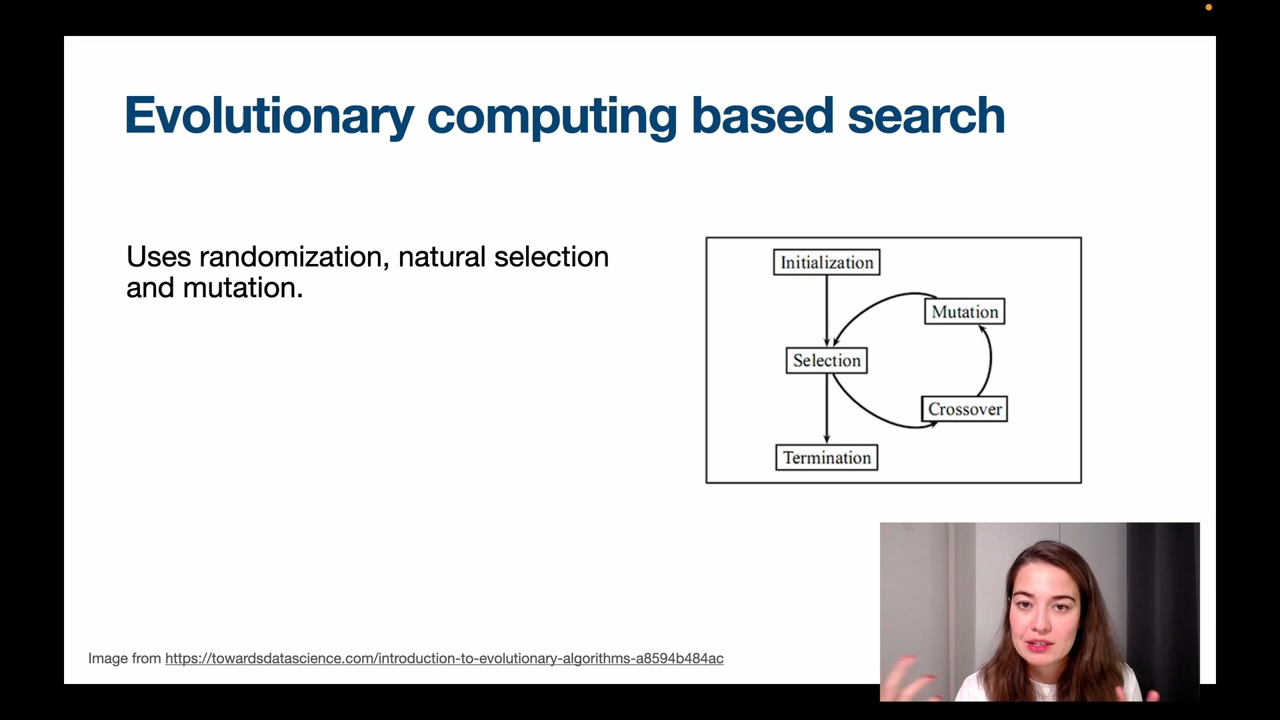 Evolutionary computing based search
Uses randomization, natural selection
and mutation.
Initialization
Mutation
Selection
Crossover
Termination
Image from https://towardsdatascience.com/introduction-to-evolutionary-algorithms-a8594b484ac